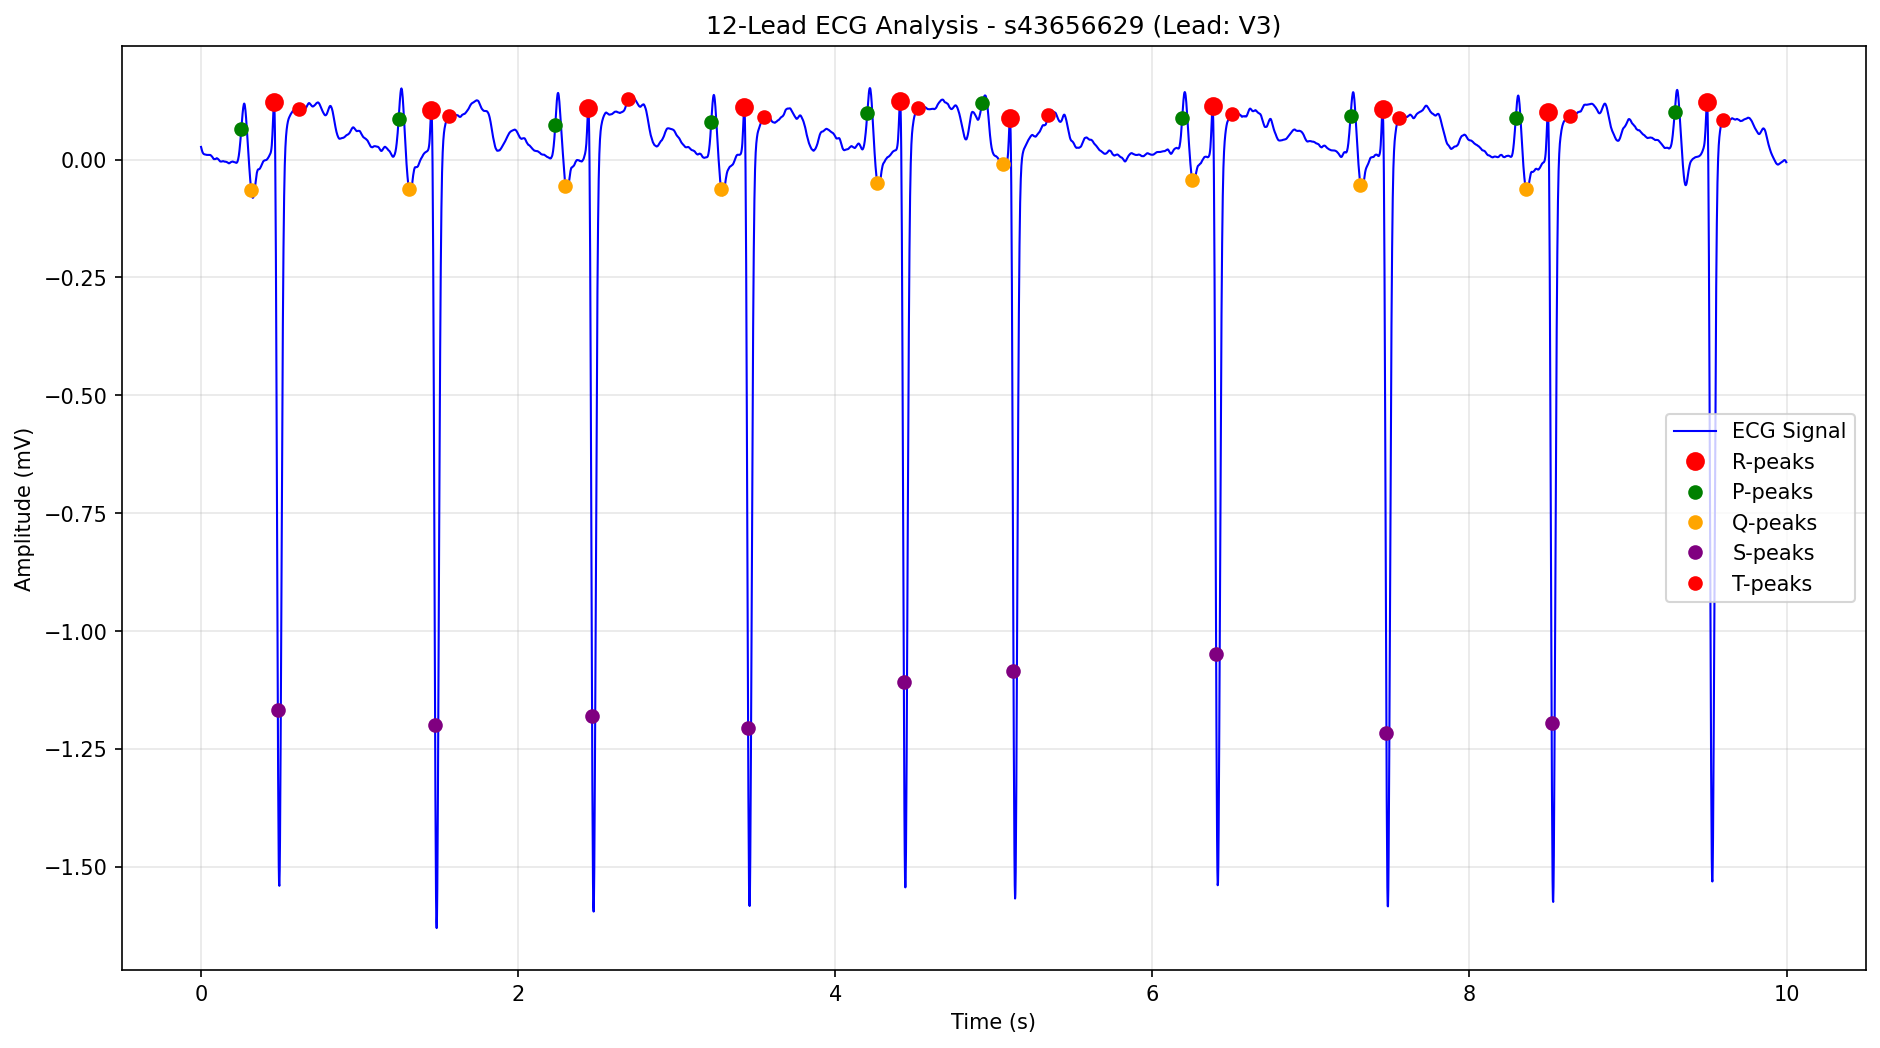 12-Lead ECG Analysis - s43656629 (Lead: V3)
Amplitude (mV)
0.00
−0.25
−0.50
−0.75
−1.00
−1.25
−1.50
ECG Signal
R-peaks
P-peaks
Q-peaks
S-peaks
T-peaks
0 2 4 6 8 10
Time (s)